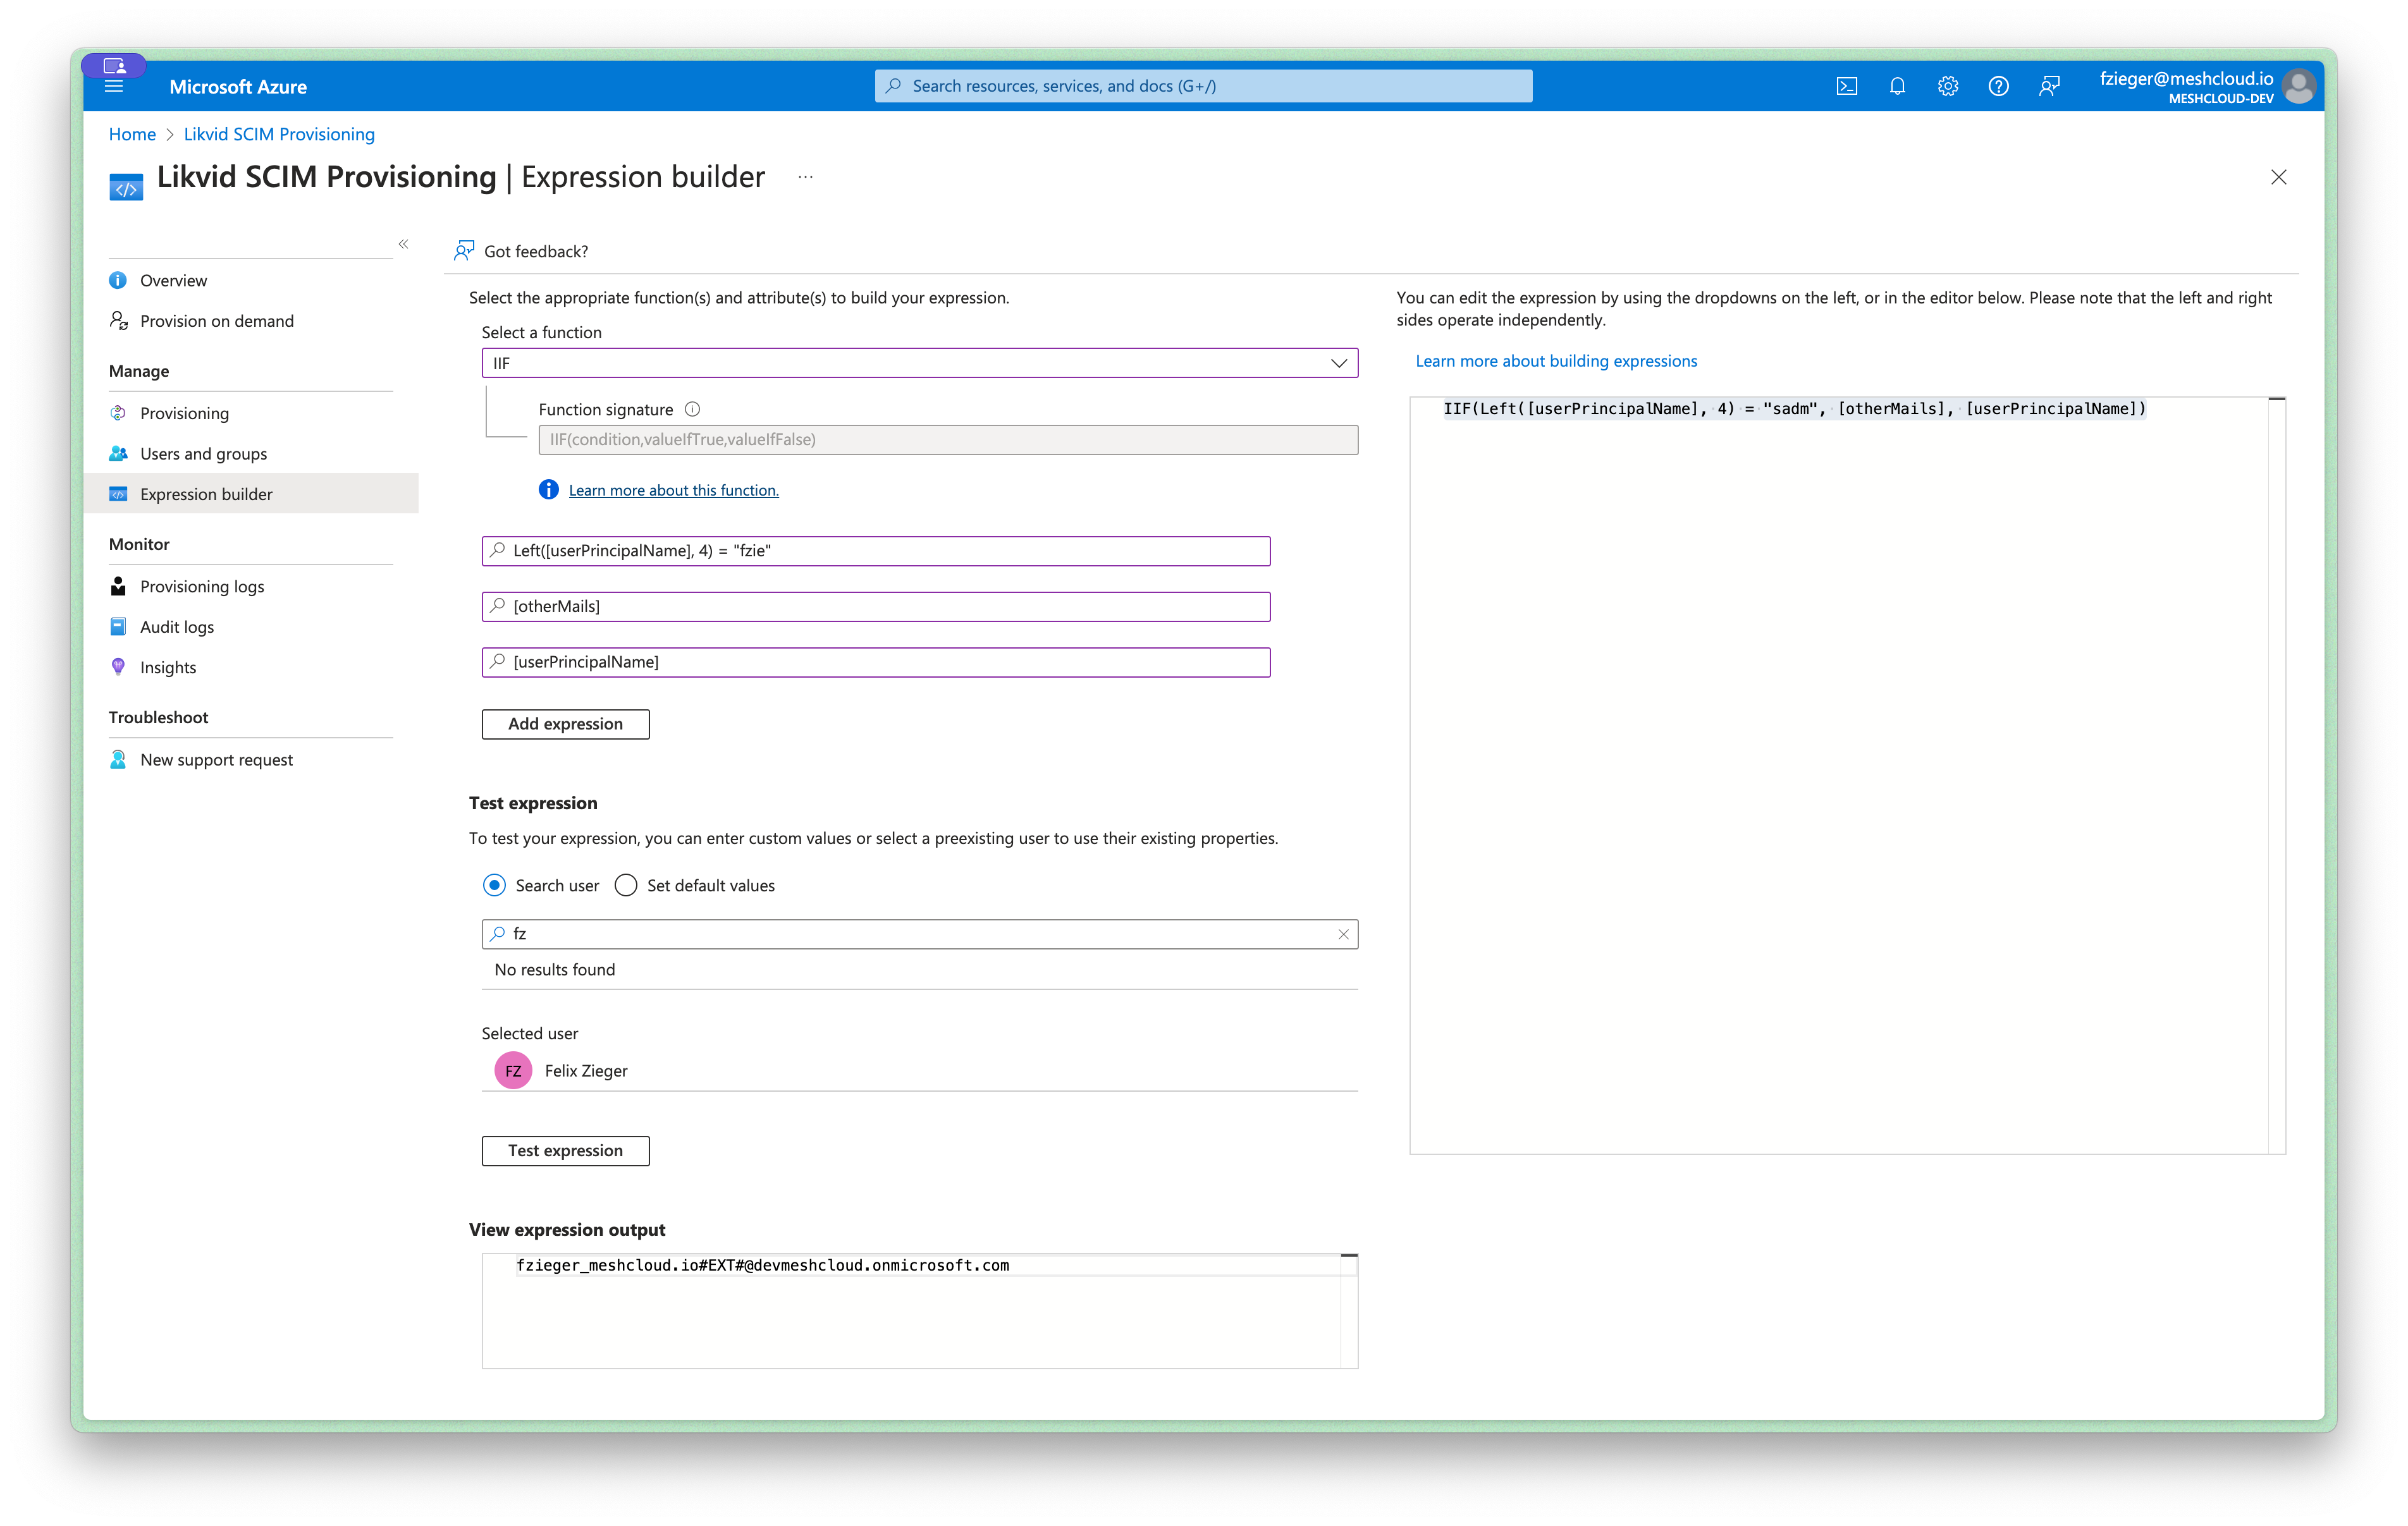 Microsoft Azure
Search resources, services, and docs (G+/)
fzieger@meshcloud.io
MESHCLOUD-DEV
Home > Likvid SCIM Provisioning
Likvid SCIM Provisioning | Expression builder ...
Overview
Provision on demand
Manage
Provisioning
Users and groups
Expression builder
Monitor
Provisioning logs
Audit logs
Insights
Troubleshoot
New support request
Got feedback?
Select the appropriate function(s) and attribute(s) to build your expression.
Select a function
IIF
Function signature
IIF(condition,valueIfTrue,valueIfFalse)
Learn more about this function.
Left([userPrincipalName], 4) = "fzie"
[otherMails]
[userPrincipalName]
Add expression
Test expression
To test your expression, you can enter custom values or select a preexisting user to use their existing properties.
Search user
Set default values
fz
No results found
Selected user
FZ Felix Zieger
Test expression
View expression output
fzieger_meshcloud.io#EXT#@devmeshcloud.onmicrosoft.com
You can edit the expression by using the dropdowns on the left, or in the editor below. Please note that the left and right
sides operate independently.
Learn more about building expressions
IIF(Left([userPrincipalName], 4) = "sadm", [otherMails], [userPrincipalName])